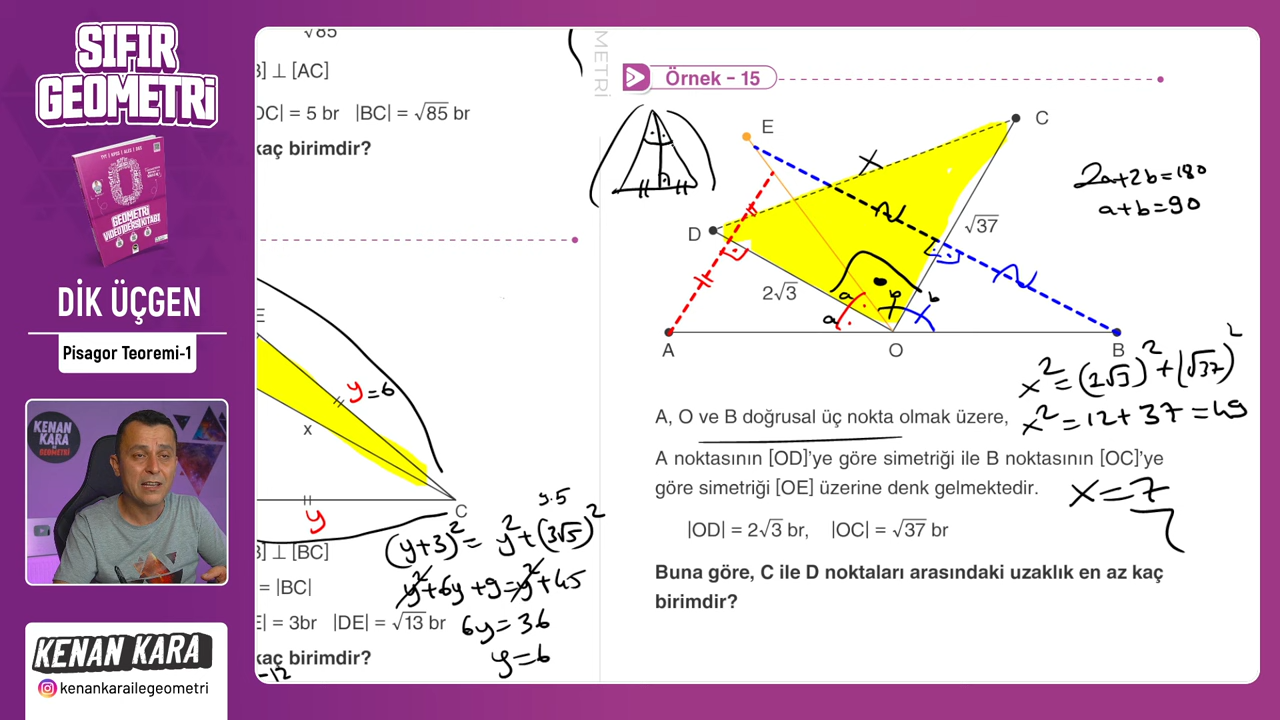 SIFIR
GEOMETRİ
GEOMETRİ
VİDEO DERS KİTABI
DİK ÜÇGEN
Pisagor Teoremi-1
KENAN
KARA
GEOMETRİ
KENAN KARA
kenankarailegeometri
√85
] ⊥ [AC]
OC| = 5 br |BC| = √85 br
kaç birimdir?
E
y=6
x
C
y
] ⊥ [BC]
= |BC|
E| = 3br |DE| = √13 br
kaç birimdir?
-12
y.5
(y+3)² = y² + (3√5)²
y²+6y+9=y²+45
6y=36
y=6
METRİ
Örnek - 15
E
C
D
X
√37
2√3
a
a
b
b
A
O
B
2a+2b=180
a+b=90
A, O ve B doğrusal üç nokta olmak üzere,
A noktasının [OD]'ye göre simetriği ile B noktasının [OC]'ye
göre simetriği [OE] üzerine denk gelmektedir.
|OD| = 2√3 br, |OC| = √37 br
Buna göre, C ile D noktaları arasındaki uzaklık en az kaç
birimdir?
x² = (2√3)² + (√37)²
x² = 12 + 37 = 49
x = 7